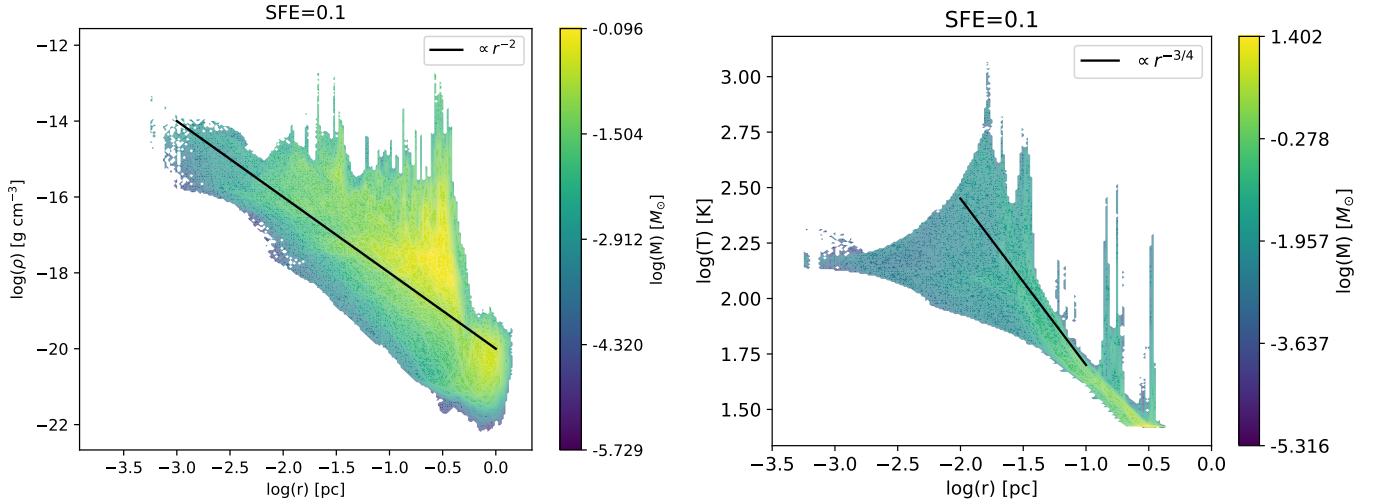 SFE=0.1
−12
−14
−16
−18
−20
−22
log(ρ) [g cm⁻³]
−3.5 −3.0 −2.5 −2.0 −1.5 −1.0 −0.5 0.0
log(r) [pc]
∝ r⁻²
-0.096
-1.504
-2.912
-4.320
-5.729
log(M) [M⊙]
SFE=0.1
3.00
2.75
2.50
2.25
2.00
1.75
1.50
log(T) [K]
−3.5 −3.0 −2.5 −2.0 −1.5 −1.0 −0.5 0.0
log(r) [pc]
∝ r⁻³ᐟ⁴
1.402
-0.278
-1.957
-3.637
-5.316
log(M) [M⊙]